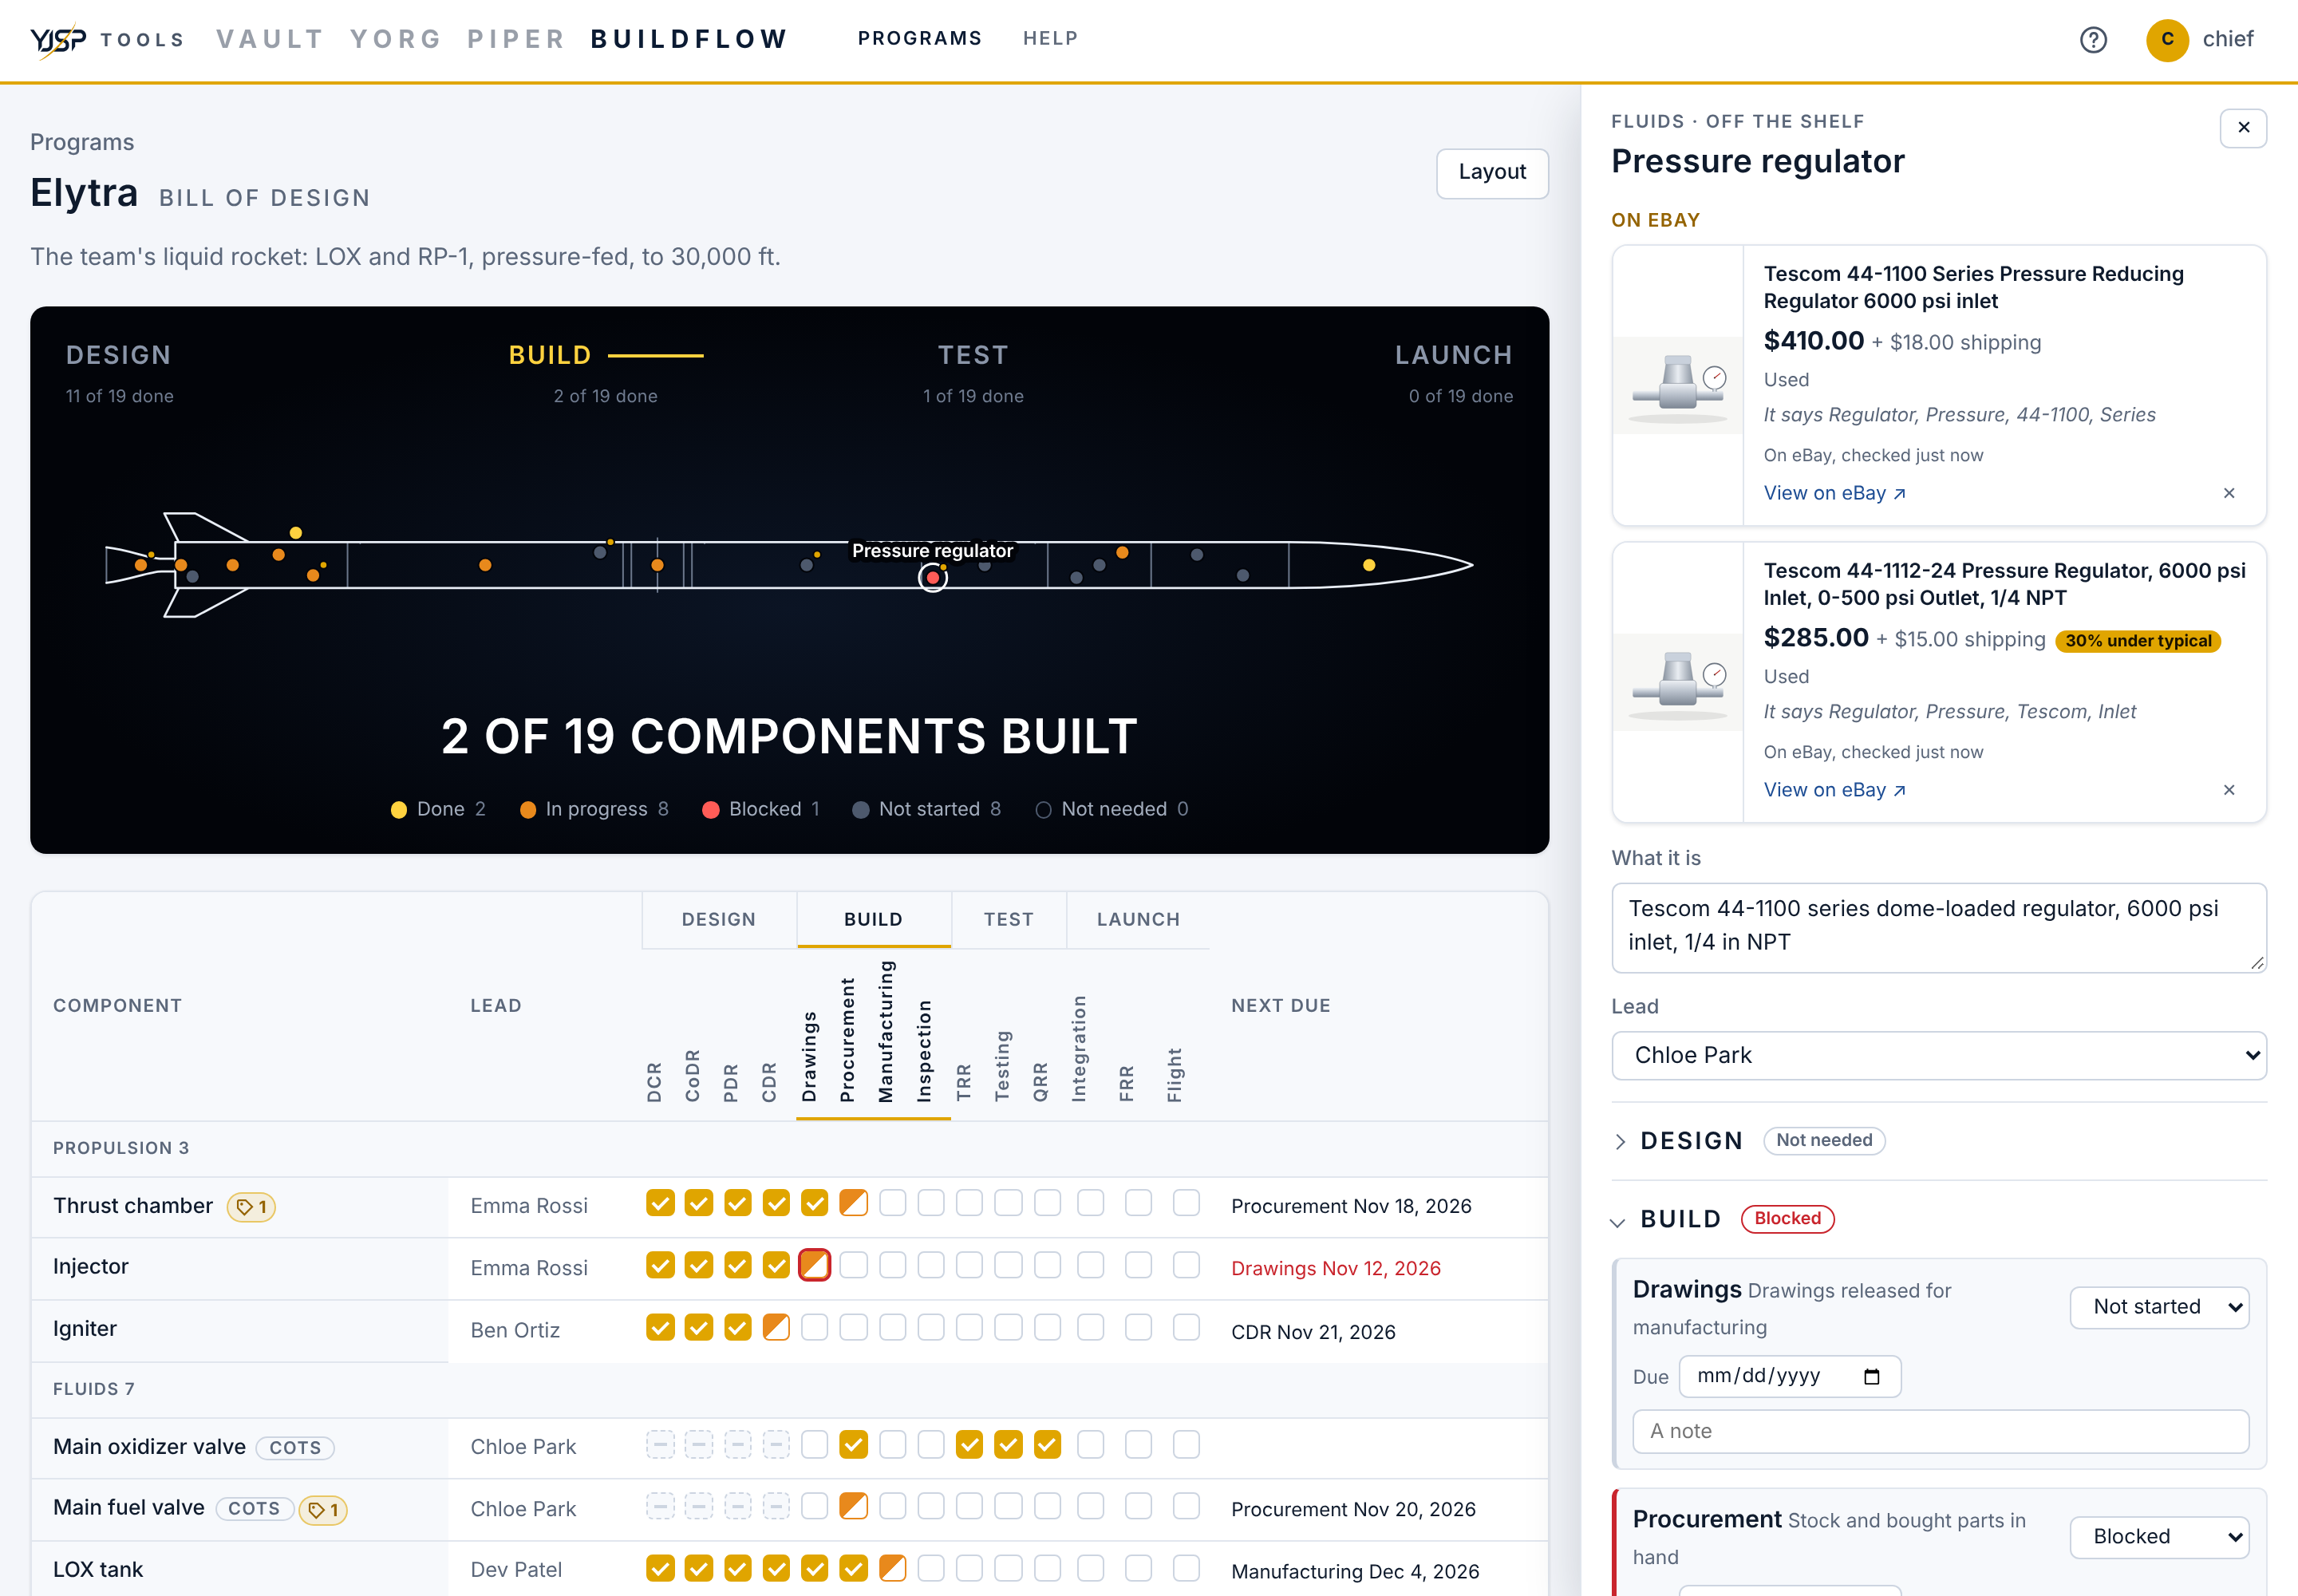 YJSP TOOLS VAULT YORG PIPER BUILDFLOW PROGRAMS HELP ? C chief
Programs
Elytra BILL OF DESIGN
Layout
The team's liquid rocket: LOX and RP-1, pressure-fed, to 30,000 ft.
DESIGN BUILD TEST LAUNCH
11 of 19 done 2 of 19 done 1 of 19 done 0 of 19 done
Pressure regulator
2 OF 19 COMPONENTS BUILT
Done 2 In progress 8 Blocked 1 Not started 8 Not needed 0
DESIGN BUILD TEST LAUNCH
COMPONENT LEAD DCR CoDR PDR CDR Drawings Procurement Manufacturing Inspection TRR Testing QRR Integration FRR Flight NEXT DUE
PROPULSION 3
Thrust chamber 1 Emma Rossi Procurement Nov 18, 2026
Injector Emma Rossi Drawings Nov 12, 2026
Igniter Ben Ortiz CDR Nov 21, 2026
FLUIDS 7
Main oxidizer valve COTS Chloe Park
Main fuel valve COTS 1 Chloe Park Procurement Nov 20, 2026
LOX tank Dev Patel Manufacturing Dec 4, 2026
FLUIDS · OFF THE SHELF
Pressure regulator
ON EBAY
Tescom 44-1100 Series Pressure Reducing
Regulator 6000 psi inlet
$410.00 + $18.00 shipping
Used
It says Regulator, Pressure, 44-1100, Series
On eBay, checked just now
View on eBay ↗
Tescom 44-1112-24 Pressure Regulator, 6000 psi
Inlet, 0-500 psi Outlet, 1/4 NPT
$285.00 + $15.00 shipping 30% under typical
Used
It says Regulator, Pressure, Tescom, Inlet
On eBay, checked just now
View on eBay ↗
What it is
Tescom 44-1100 series dome-loaded regulator, 6000 psi
inlet, 1/4 in NPT
Lead
Chloe Park
DESIGN Not needed
BUILD Blocked
Drawings Drawings released for
manufacturing
Not started
Due mm/dd/yyyy
A note
Procurement Stock and bought parts in
hand
Blocked